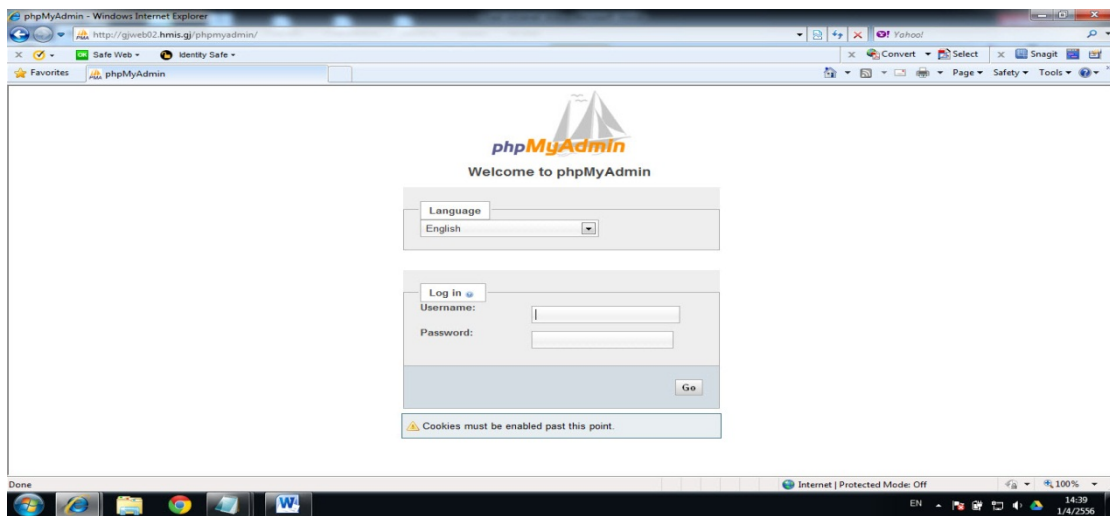 phpMyAdmin - Windows Internet Explorer
http://gjweb02.hmis.gj/phpmyadmin/
Yahoo!
Safe Web
Identity Safe
Convert
Select
Snagit
Favorites
phpMyAdmin
Page
Safety
Tools
phpMyAdmin
Welcome to phpMyAdmin
Language
English
Log in
Username:
Password:
Go
Cookies must be enabled past this point.
Done
Internet | Protected Mode: Off
100%
EN
14:39
1/4/2556